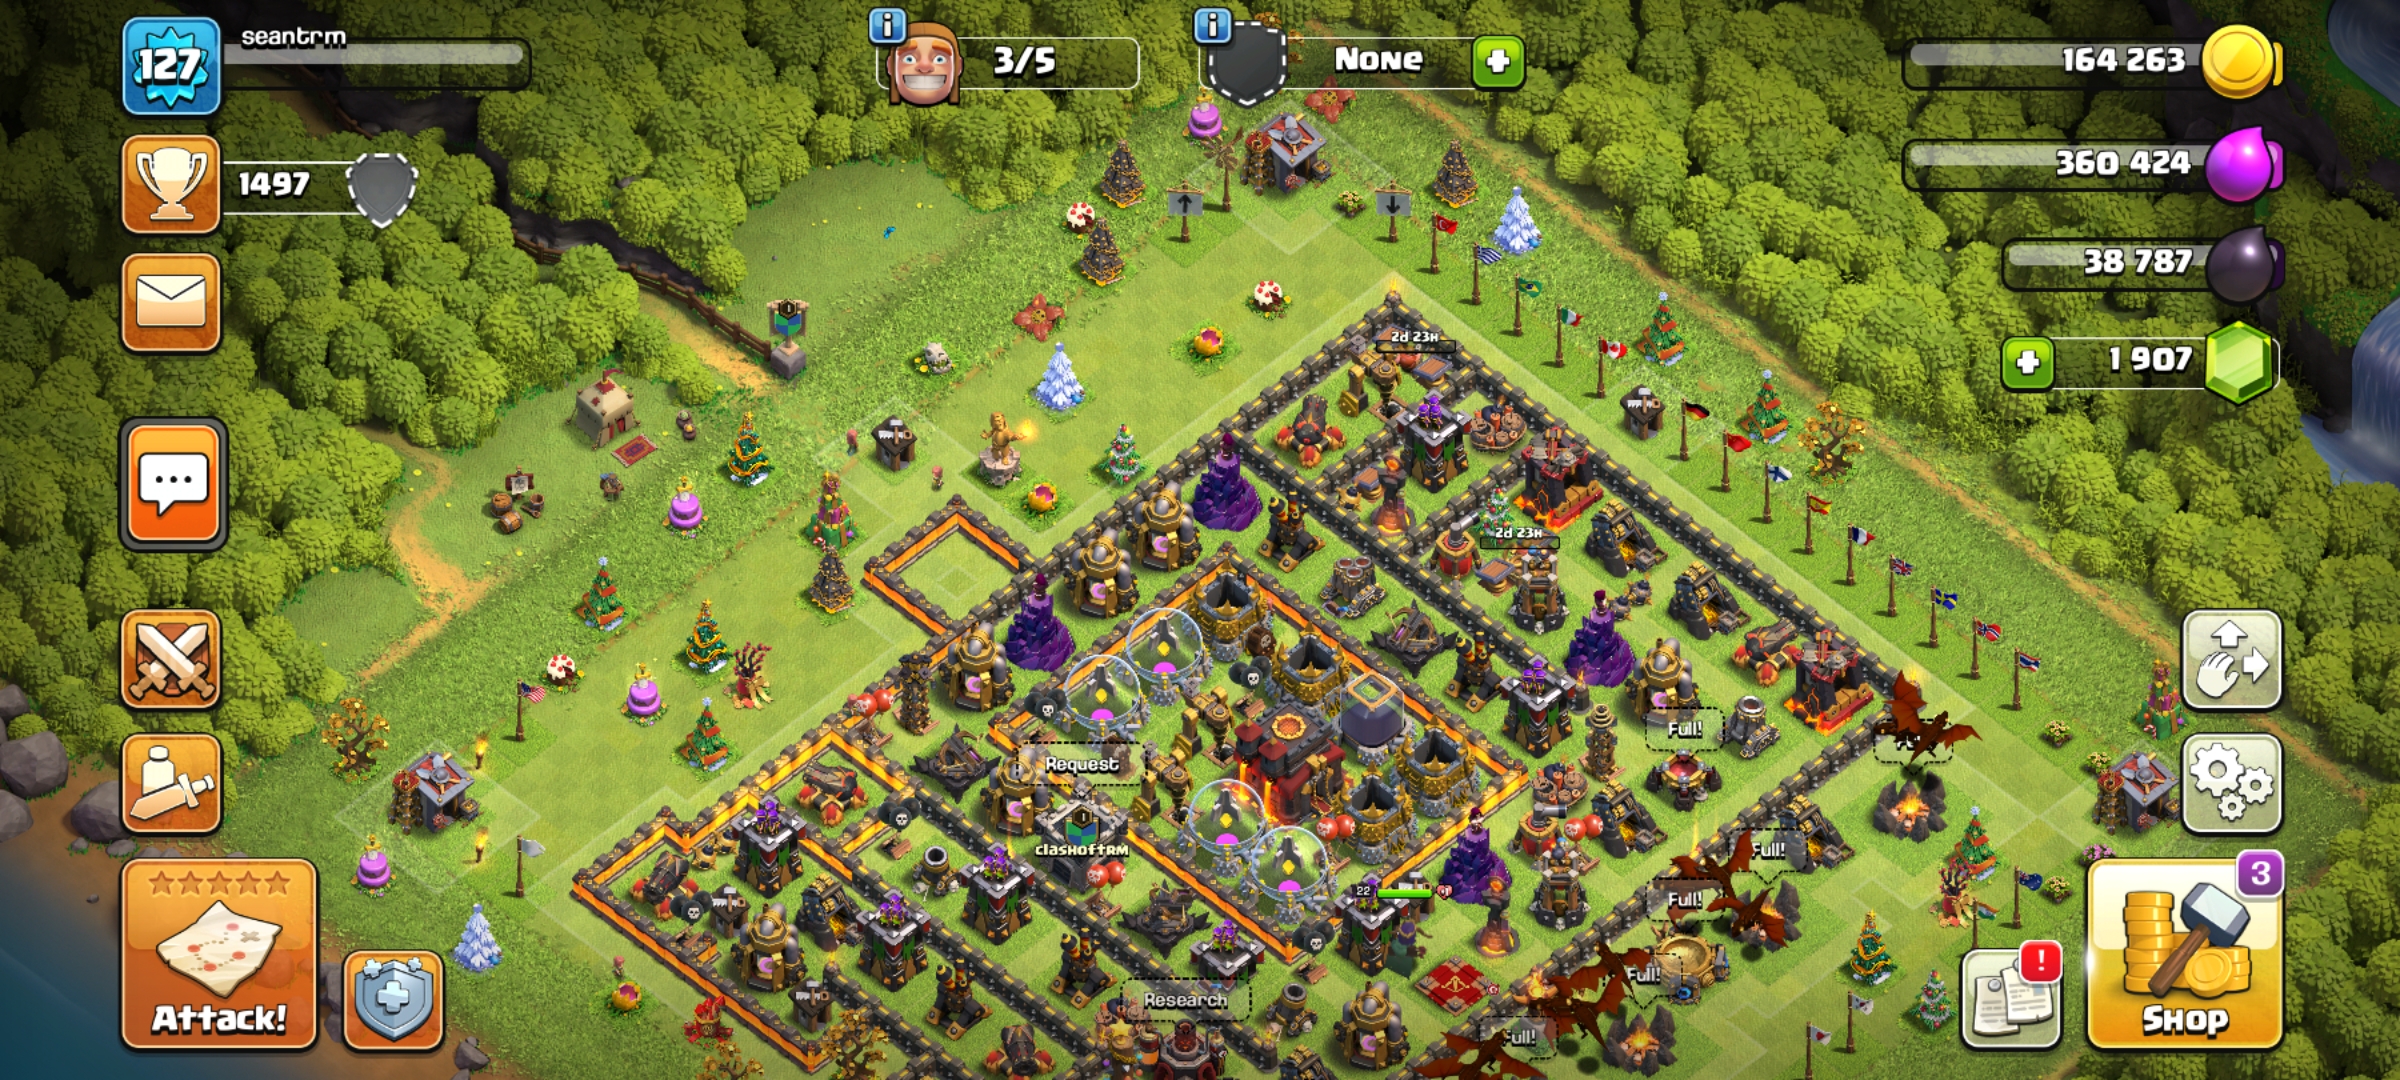 127
seantrm
3/5
None
164 263
1497
360 424
38 787
1 907
2d 23h
2d 23h
Full!
Request
clashoftrm
Full!
22
Full!
Full!
Research
Full!
3
Attack!
Shop